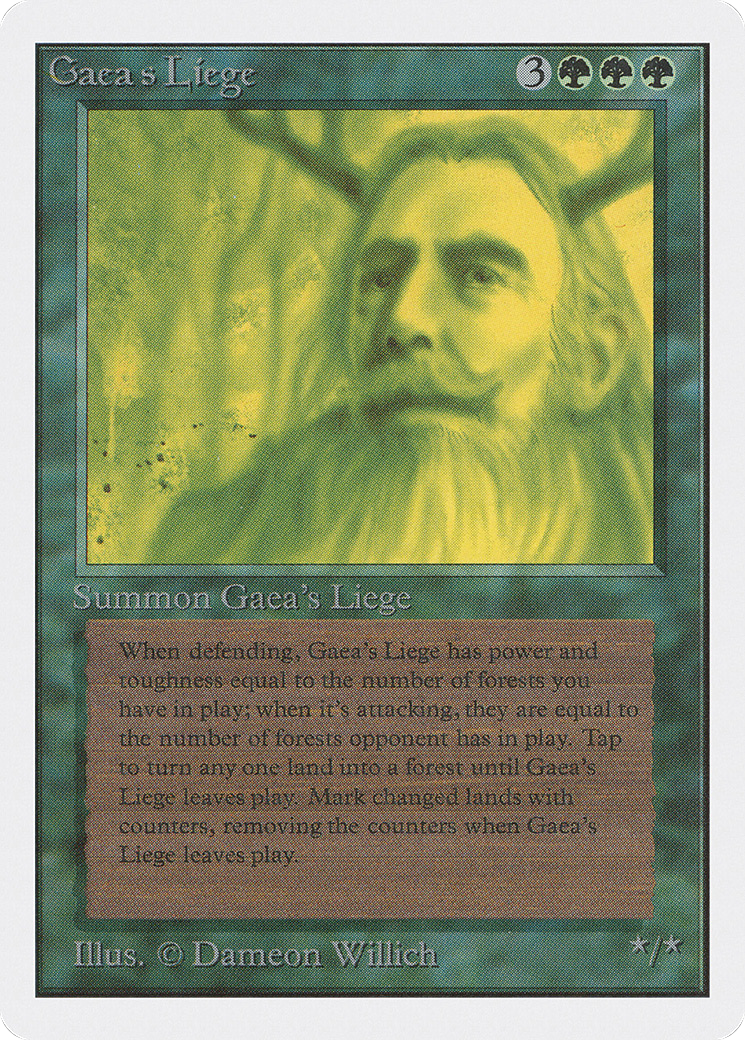 Gaea's Liege 3
Summon Gaea's Liege
When defending, Gaea's Liege has power and
toughness equal to the number of forests you
have in play; when it's attacking, they are equal to
the number of forests opponent has in play. Tap
to turn any one land into a forest until Gaea's
Liege leaves play. Mark changed lands with
counters, removing the counters when Gaea's
Liege leaves play.
Illus. © Dameon Willich */*